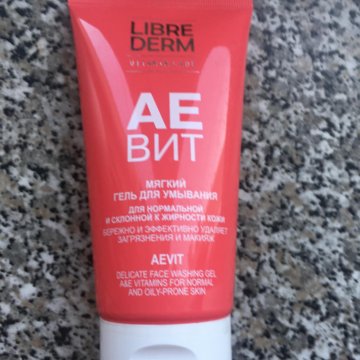 LIBRE
DERM
АЕ
ВИТ
МЯГКИЙ
ГЕЛЬ ДЛЯ УМЫВАНИЯ
ДЛЯ НОРМАЛЬНОЙ
И СКЛОННОЙ К ЖИРНОСТИ КОЖИ
БЕРЕЖНО И ЭФФЕКТИВНО УДАЛЯЕТ
ЗАГРЯЗНЕНИЯ И МАКИЯЖ
AEVIT
DELICATE FACE WASHING GEL
A&E VITAMINS FOR NORMAL
AND OILY-PRONE SKIN